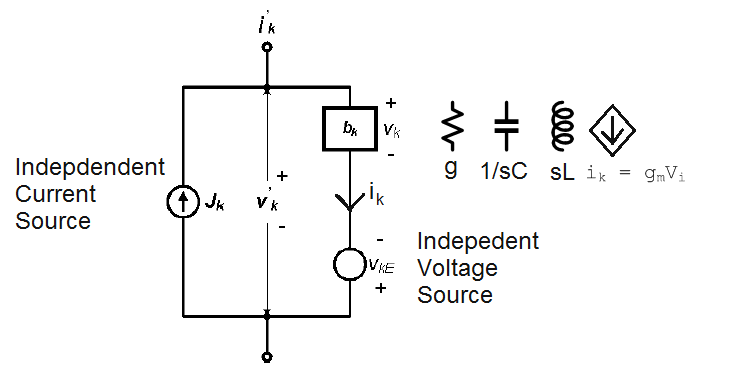 i'k
+
bk
vk
-
g
1/sC
sL
ik = gmVi
Indepdendent
Current
Source
Jk
+
v'k
-
ik
-
vkE
+
Indepedent
Voltage
Source